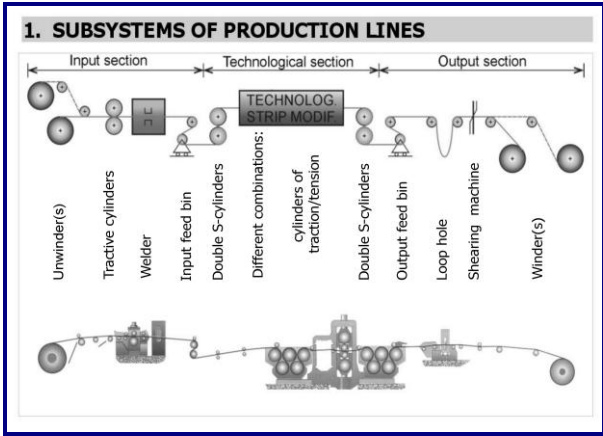 1. SUBSYSTEMS OF PRODUCTION LINES
Input section
Technological section
Output section
TECHNOLOG.
STRIP MODIF.
Unwinder(s)
Tractive cylinders
Welder
Input feed bin
Double S-cylinders
Different combinations:
cylinders of
traction/tension
Double S-cylinders
Output feed bin
Loop hole
Shearing machine
Winder(s)